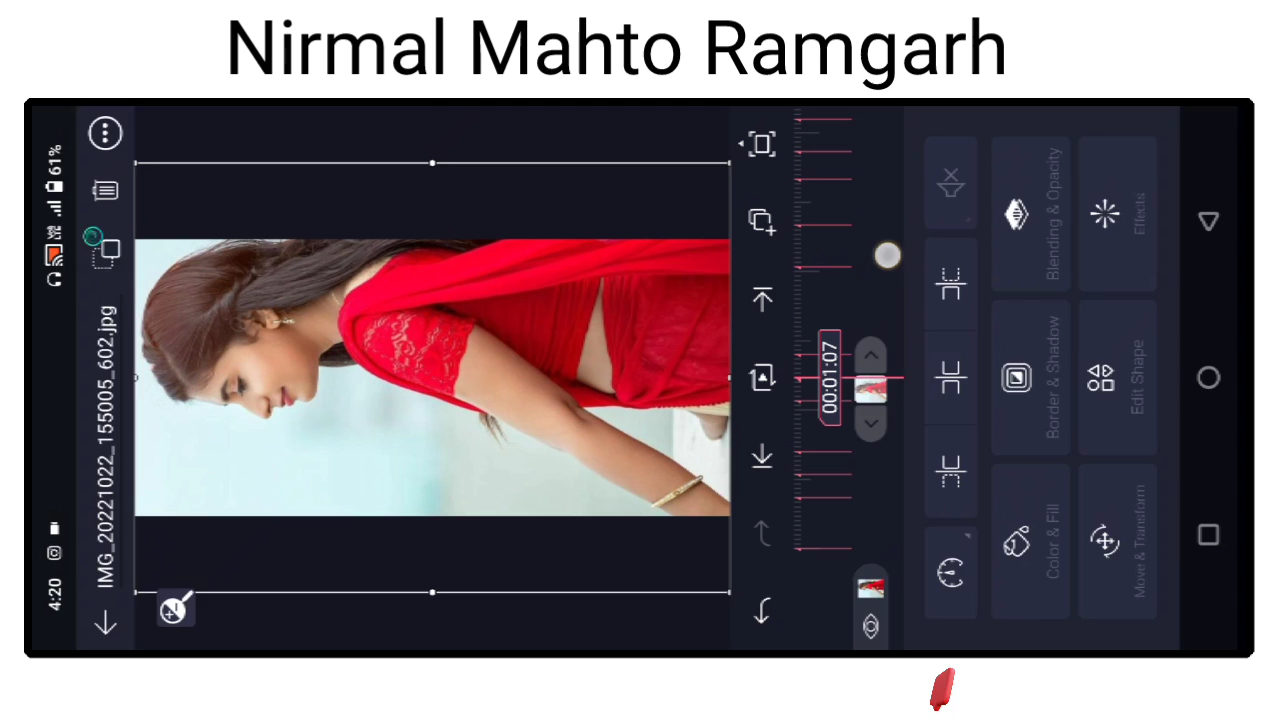 Nirmal Mahto Ramgarh
4:20
61%
IMG_20221022_155005_602.jpg
00:01:07
Color & Fill
Border & Shadow
Blending & Opacity
Move & Transform
Edit Shape
Effects